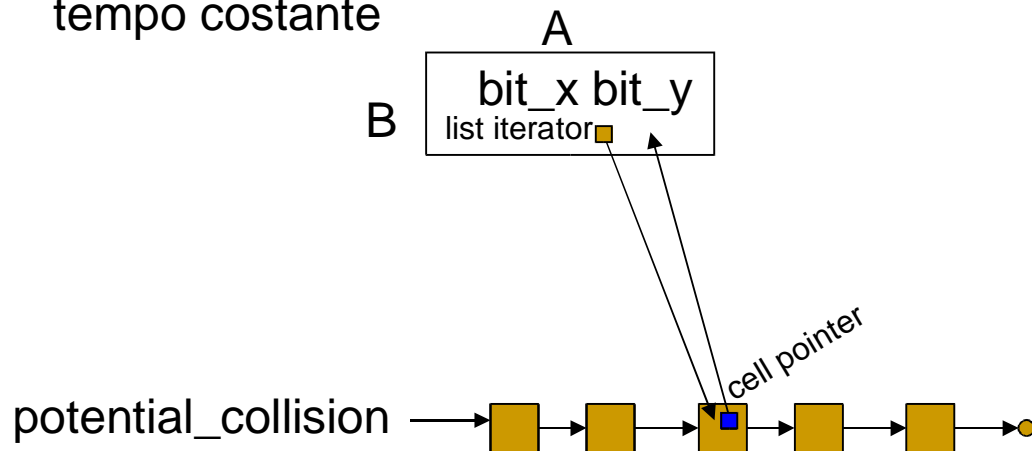 tempo costante
A
bit_x bit_y
B
list iterator
cell pointer
potential_collision